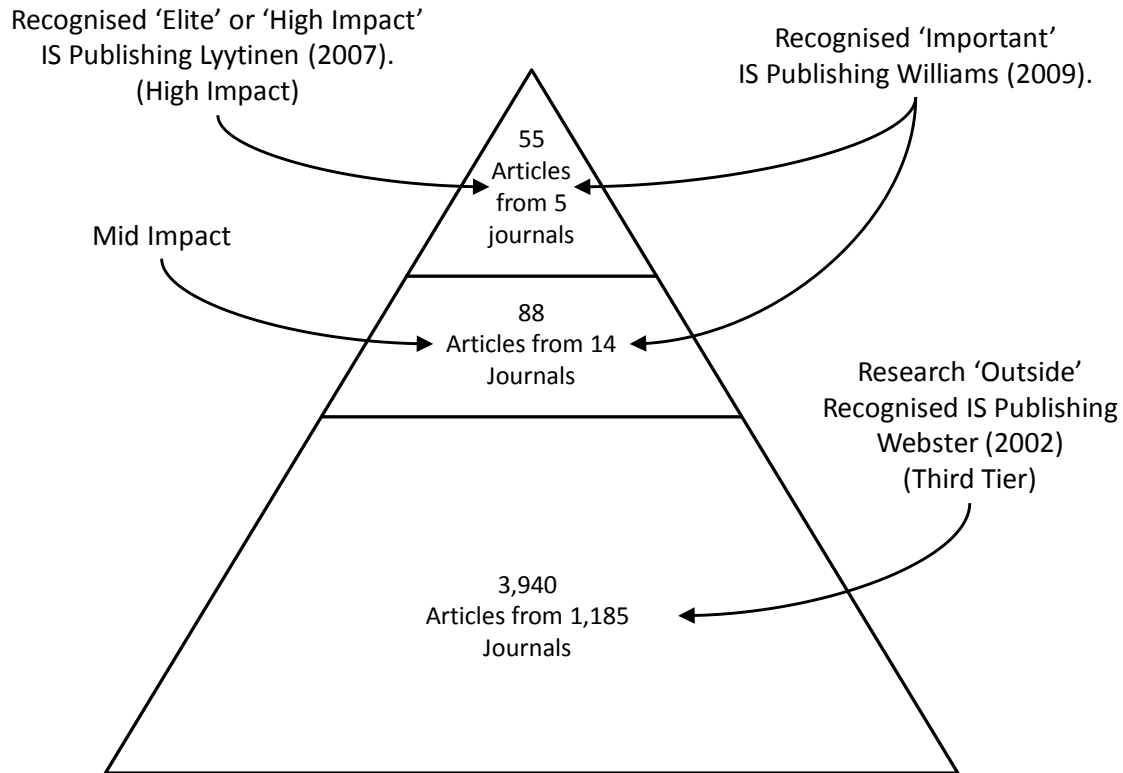 Recognised ‘Elite’ or ‘High Impact’
IS Publishing Lyytinen (2007).
(High Impact)
Recognised ‘Important’
IS Publishing Williams (2009).
55
Articles
from 5
journals
Mid Impact
88
Articles from 14
Journals
Research ‘Outside’
Recognised IS Publishing
Webster (2002)
(Third Tier)
3,940
Articles from 1,185
Journals